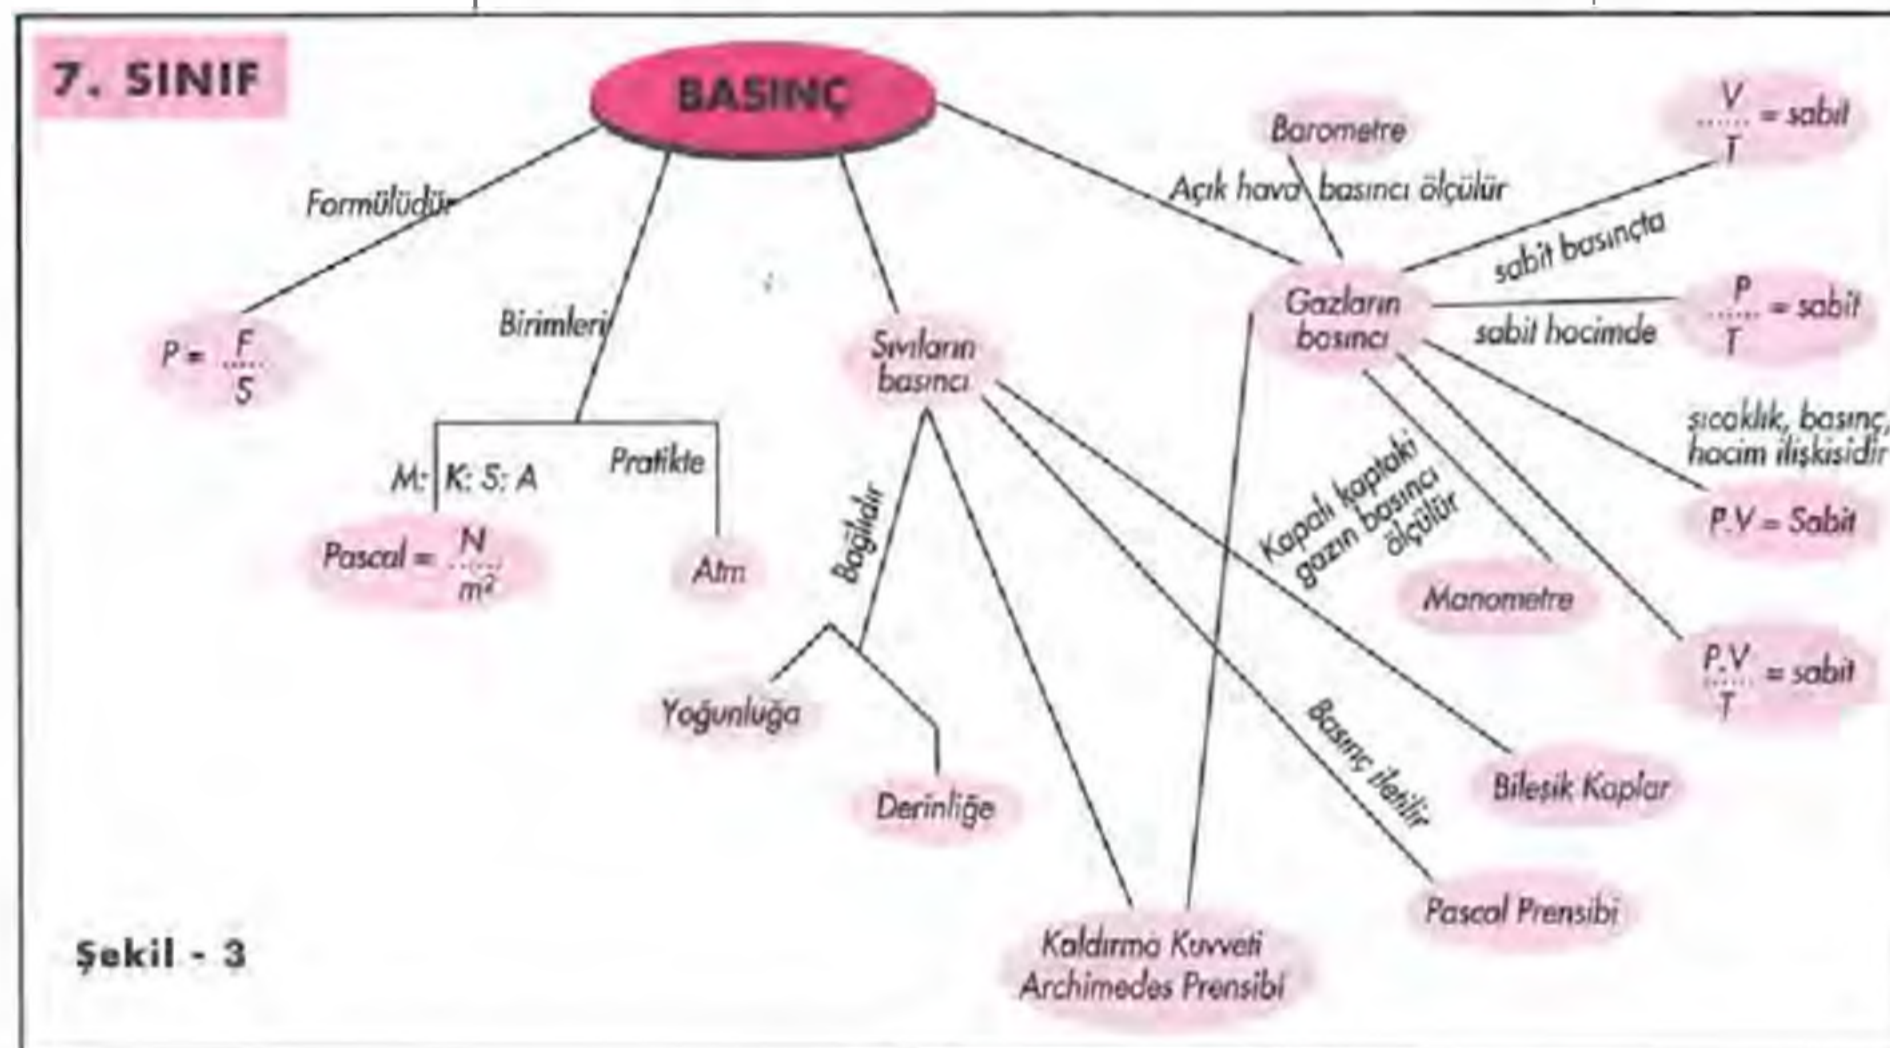 7. SINIF
BASINÇ
Formülüdür
P = F
S
Birimleri
M: K: S: A
Pratikte
Pascal = N
m²
Atm
Sıvıların
basıncı
Bağlıdır
Yoğunluğa
Derinliğe
Barometre
Açık hava basıncı ölçülür
Gazların
basıncı
V
= sabit
T
sabit basınçta
P
= sabit
T
sabit hacimde
sıcaklık, basınç,
hacim ilişkisidir
P.V = Sabit
Kapalı kaptaki
gazın basıncı
ölçülür
Manometre
P.V
= sabit
T
Bileşik Kaplar
Basınç iletilir
Pascal Prensibi
Kaldırma Kuvveti
Archimedes Prensibi
Şekil - 3